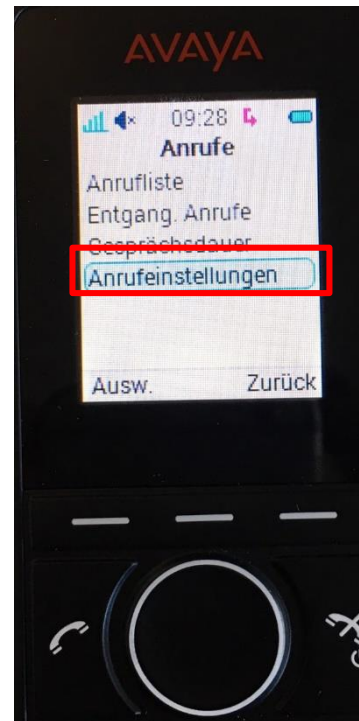 AVAYA
09:28
Anrufe
Anrufliste
Entgang. Anrufe
Gesprächsdauer
Anrufeinstellungen
Ausw. Zurück